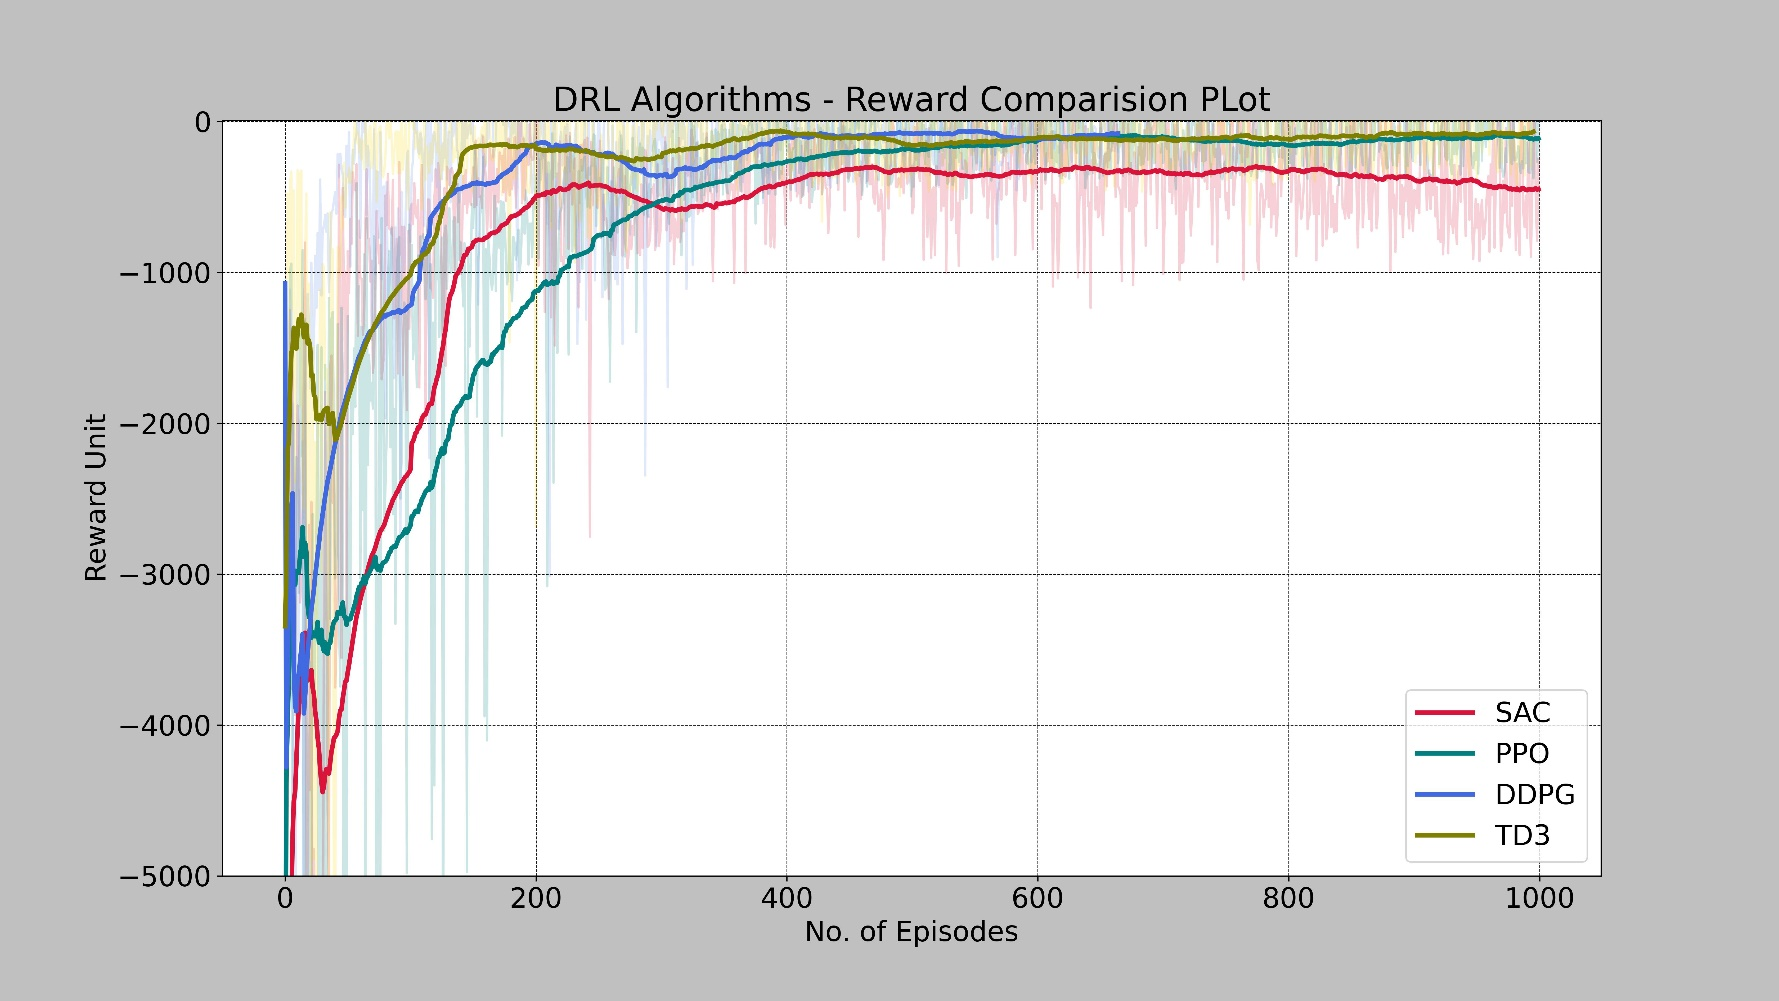 DRL Algorithms - Reward Comparision PLot
0
−1000
−2000
−3000
−4000
−5000
Reward Unit
SAC
PPO
DDPG
TD3
0 200 400 600 800 1000
No. of Episodes